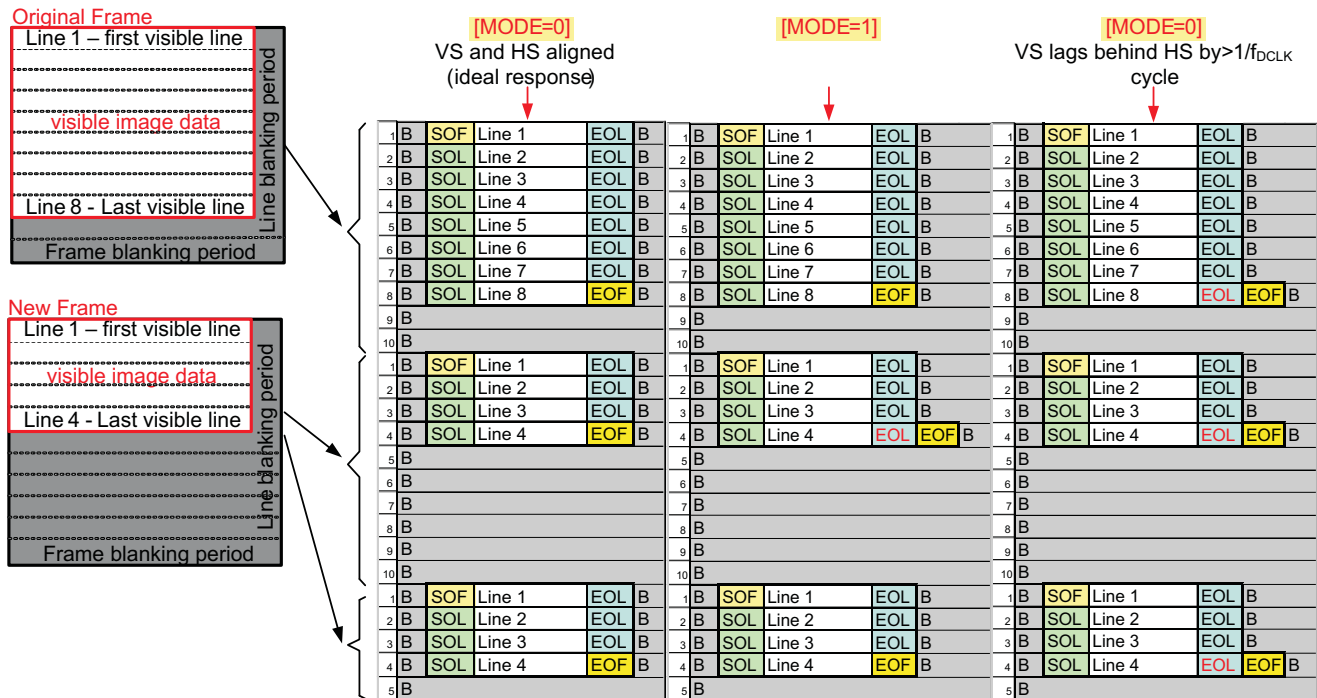 Original Frame
Line 1 – first visible line
visible image data
Line 8 - Last visible line
Line blanking period
Frame blanking period
New Frame
Line 1 – first visible line
visible image data
Line 4 - Last visible line
Line blanking period
Frame blanking period
[MODE=0]
VS and HS aligned
(ideal response)
1 B SOF Line 1 EOL B
2 B SOL Line 2 EOL B
3 B SOL Line 3 EOL B
4 B SOL Line 4 EOL B
5 B SOL Line 5 EOL B
6 B SOL Line 6 EOL B
7 B SOL Line 7 EOL B
8 B SOL Line 8 EOF B
9 B
10 B
1 B SOF Line 1 EOL B
2 B SOL Line 2 EOL B
3 B SOL Line 3 EOL B
4 B SOL Line 4 EOF B
5 B
6 B
7 B
8 B
9 B
10 B
1 B SOF Line 1 EOL B
2 B SOL Line 2 EOL B
3 B SOL Line 3 EOL B
4 B SOL Line 4 EOF B
5 B
[MODE=1]
1 B SOF Line 1 EOL B
2 B SOL Line 2 EOL B
3 B SOL Line 3 EOL B
4 B SOL Line 4 EOL B
5 B SOL Line 5 EOL B
6 B SOL Line 6 EOL B
7 B SOL Line 7 EOL B
8 B SOL Line 8 EOF B
9 B
10 B
1 B SOF Line 1 EOL B
2 B SOL Line 2 EOL B
3 B SOL Line 3 EOL B
4 B SOL Line 4 EOL EOF B
5 B
6 B
7 B
8 B
9 B
10 B
1 B SOF Line 1 EOL B
2 B SOL Line 2 EOL B
3 B SOL Line 3 EOL B
4 B SOL Line 4 EOF B
5 B
[MODE=0]
VS lags behind HS by>1/fDCLK
cycle
1 B SOF Line 1 EOL B
2 B SOL Line 2 EOL B
3 B SOL Line 3 EOL B
4 B SOL Line 4 EOL B
5 B SOL Line 5 EOL B
6 B SOL Line 6 EOL B
7 B SOL Line 7 EOL B
8 B SOL Line 8 EOL EOF B
9 B
10 B
1 B SOF Line 1 EOL B
2 B SOL Line 2 EOL B
3 B SOL Line 3 EOL B
4 B SOL Line 4 EOL EOF B
5 B
6 B
7 B
8 B
9 B
10 B
1 B SOF Line 1 EOL B
2 B SOL Line 2 EOL B
3 B SOL Line 3 EOL B
4 B SOL Line 4 EOL EOF B
5 B